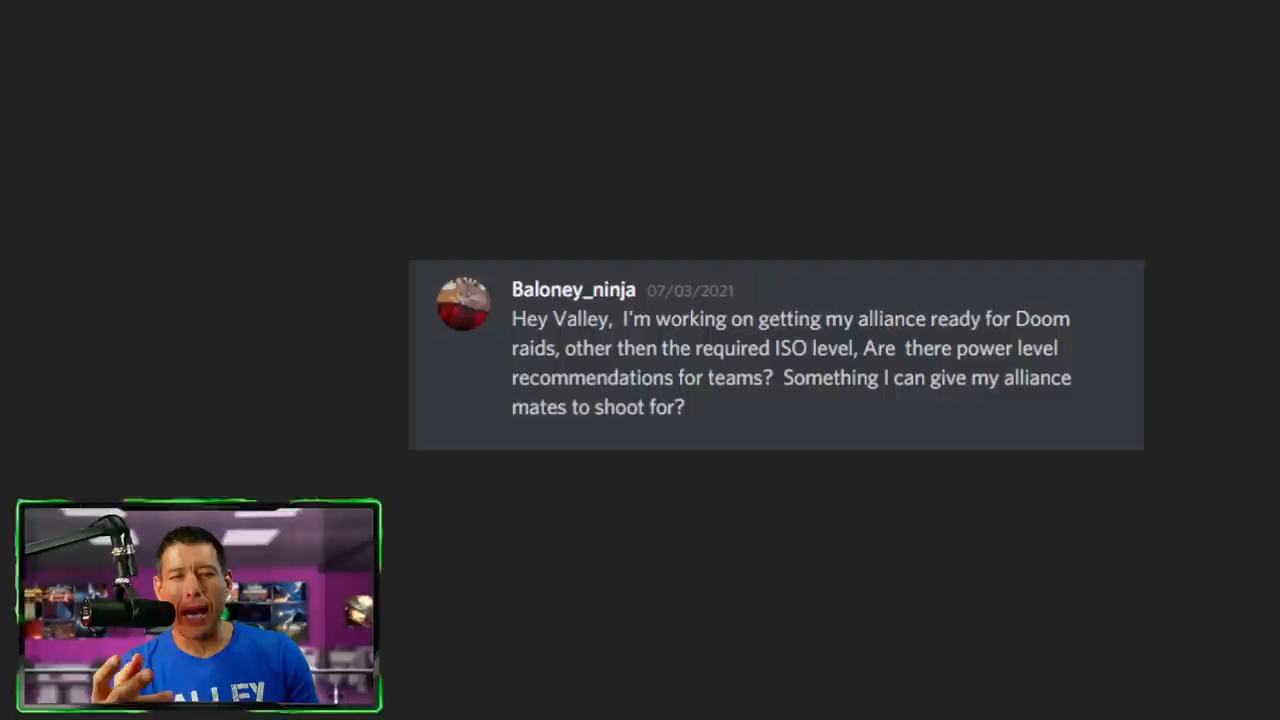 Baloney_ninja 07/03/2021
Hey Valley, I'm working on getting my alliance ready for Doom
raids, other then the required ISO level, Are there power level
recommendations for teams? Something I can give my alliance
mates to shoot for?
ALLEY